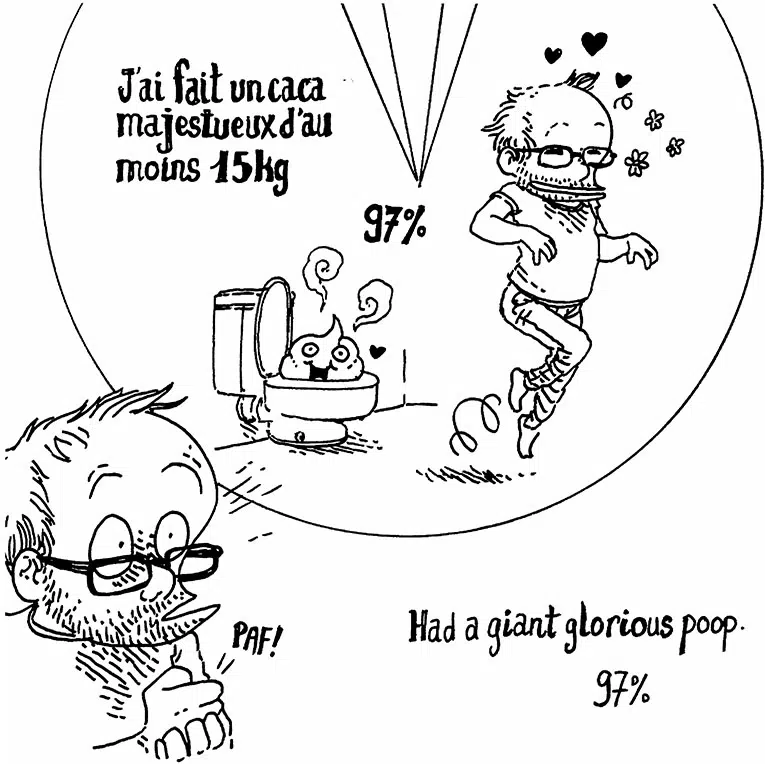 J'ai fait un caca
majestueux d'au
moins 15kg
97%
PAF!
Had a giant glorious poop.
97%